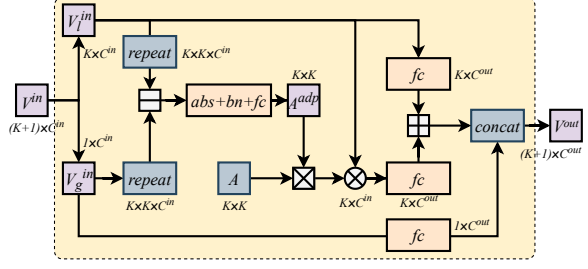 V_l^in
repeat
K×K×C^in
K×C^in
V^in
(K+1)×C^in
1×C^in
abs+bn+fc
K×K
A^adp
fc
K×C^out
concat
V^out
(K+1)×C^out
V_g^in
repeat
K×K×C^in
A
K×K
K×C^in
fc
K×C^out
fc
1×C^out